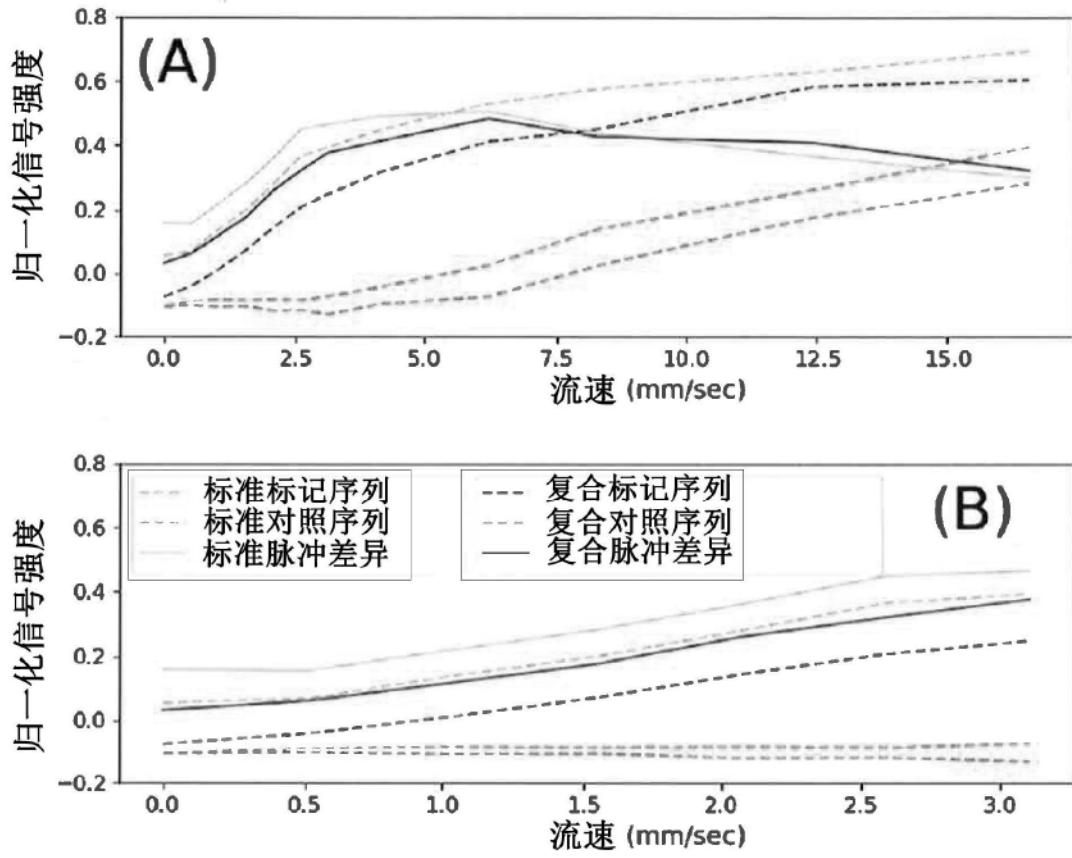 (A)
归一化信号强度
0.8
0.6
0.4
0.2
0.0
−0.2
0.0 2.5 5.0 7.5 10.0 12.5 15.0
流速 (mm/sec)
(B)
归一化信号强度
0.8
0.6
0.4
0.2
0.0
−0.2
标准标记序列
标准对照序列
标准脉冲差异
复合标记序列
复合对照序列
复合脉冲差异
0.0 0.5 1.0 1.5 2.0 2.5 3.0
流速 (mm/sec)